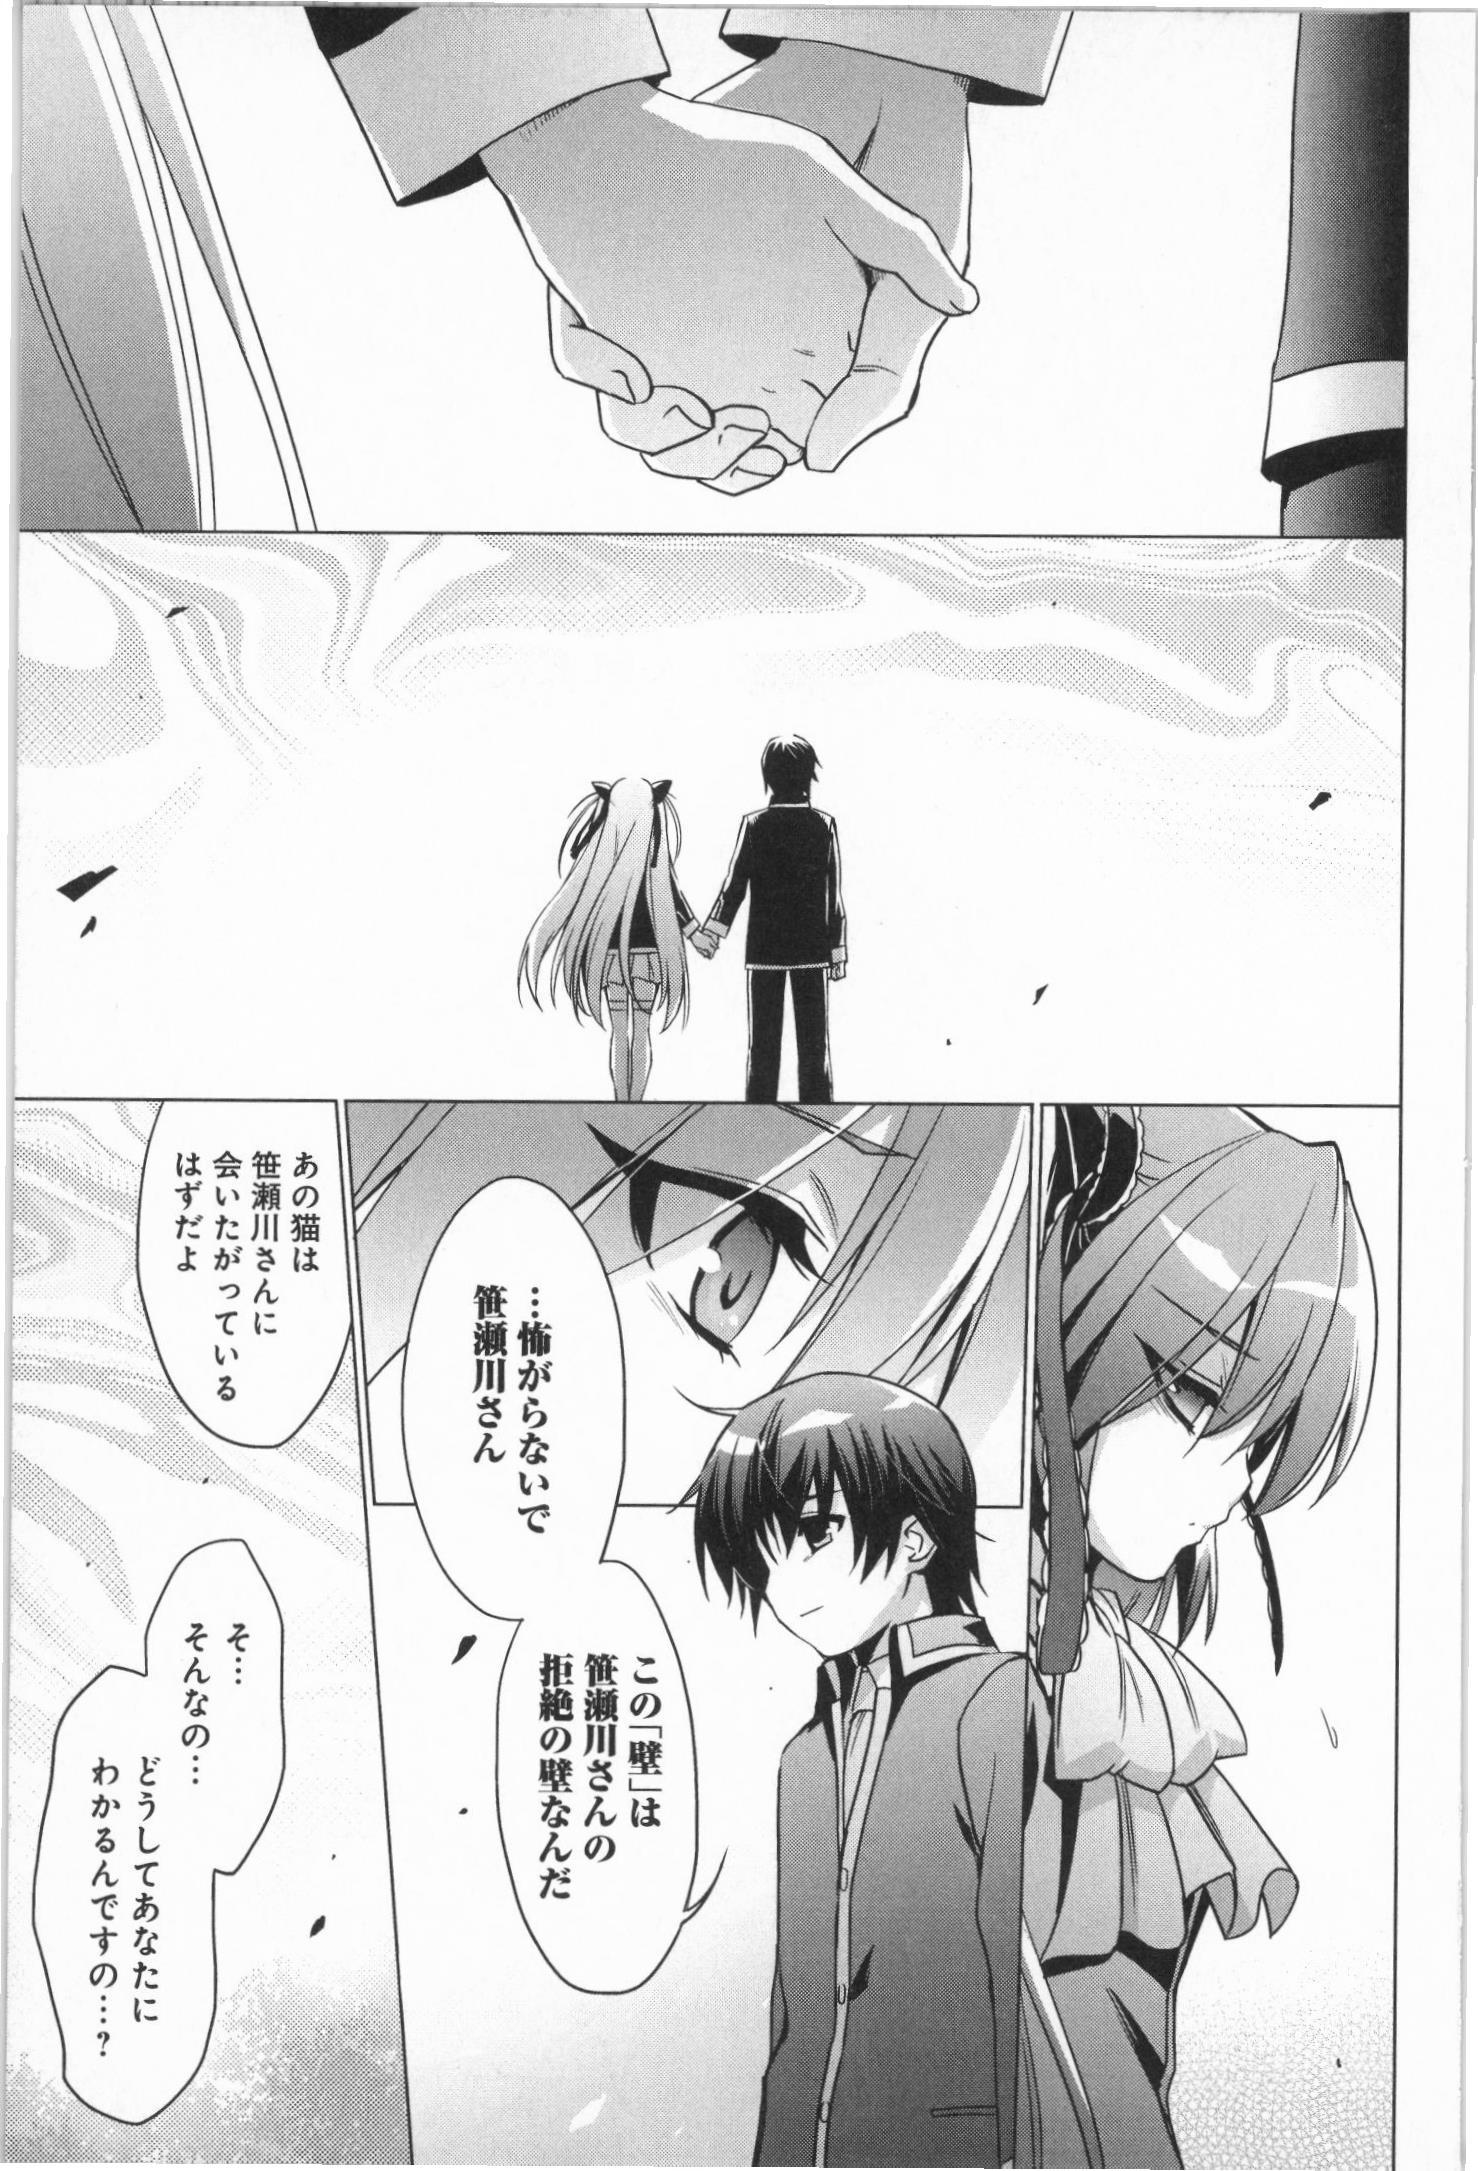 …怖がらないで
笹瀬川さん
この「壁」は
笹瀬川さんの
拒絶の壁なんだ
あの猫は
笹瀬川さんに
会いたがっている
はずだよ
そ…
そんなの…
どうしてあなたに
わかるんですの…?